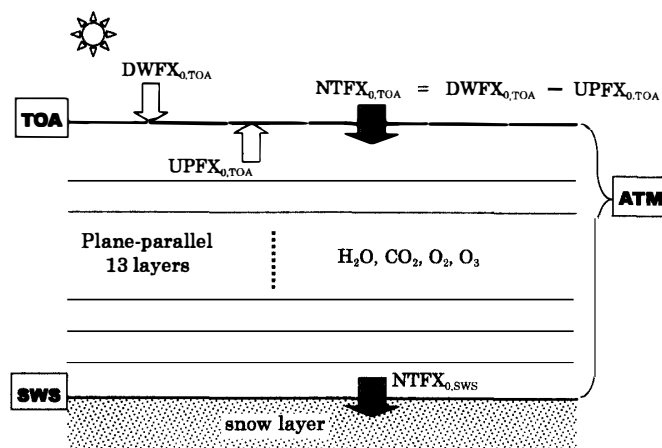 DWFX₀,TOA
NTFX₀,TOA = DWFX₀,TOA − UPFX₀.TOA
TOA
UPFX₀,TOA
ATM
Plane-parallel
13 layers
H₂O, CO₂, O₂, O₃
SWS
NTFX₀,SWS
snow layer